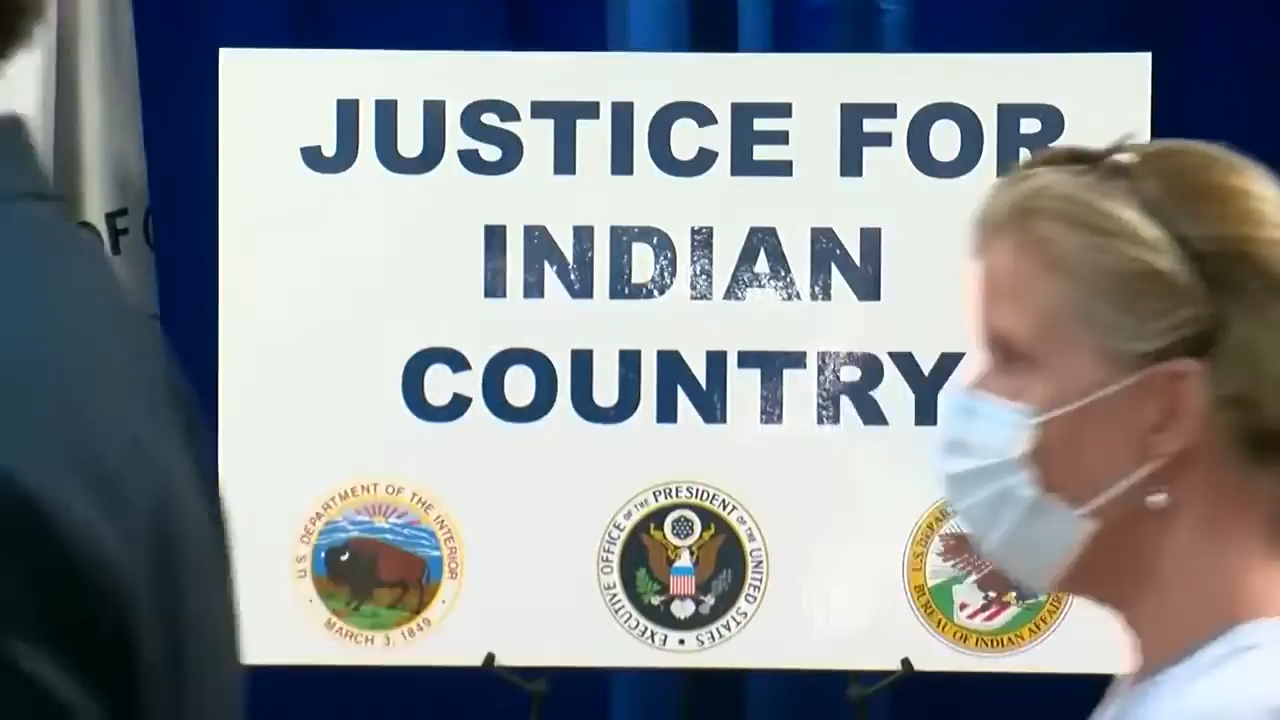 JUSTICE FOR
INDIAN
COUNTRY
OF
U.S. DEPARTMENT OF THE INTERIOR
MARCH 3, 1849
EXECUTIVE OFFICE OF THE PRESIDENT OF THE UNITED STATES
U.S.
BUREAU OF INDIAN AFFAIRS